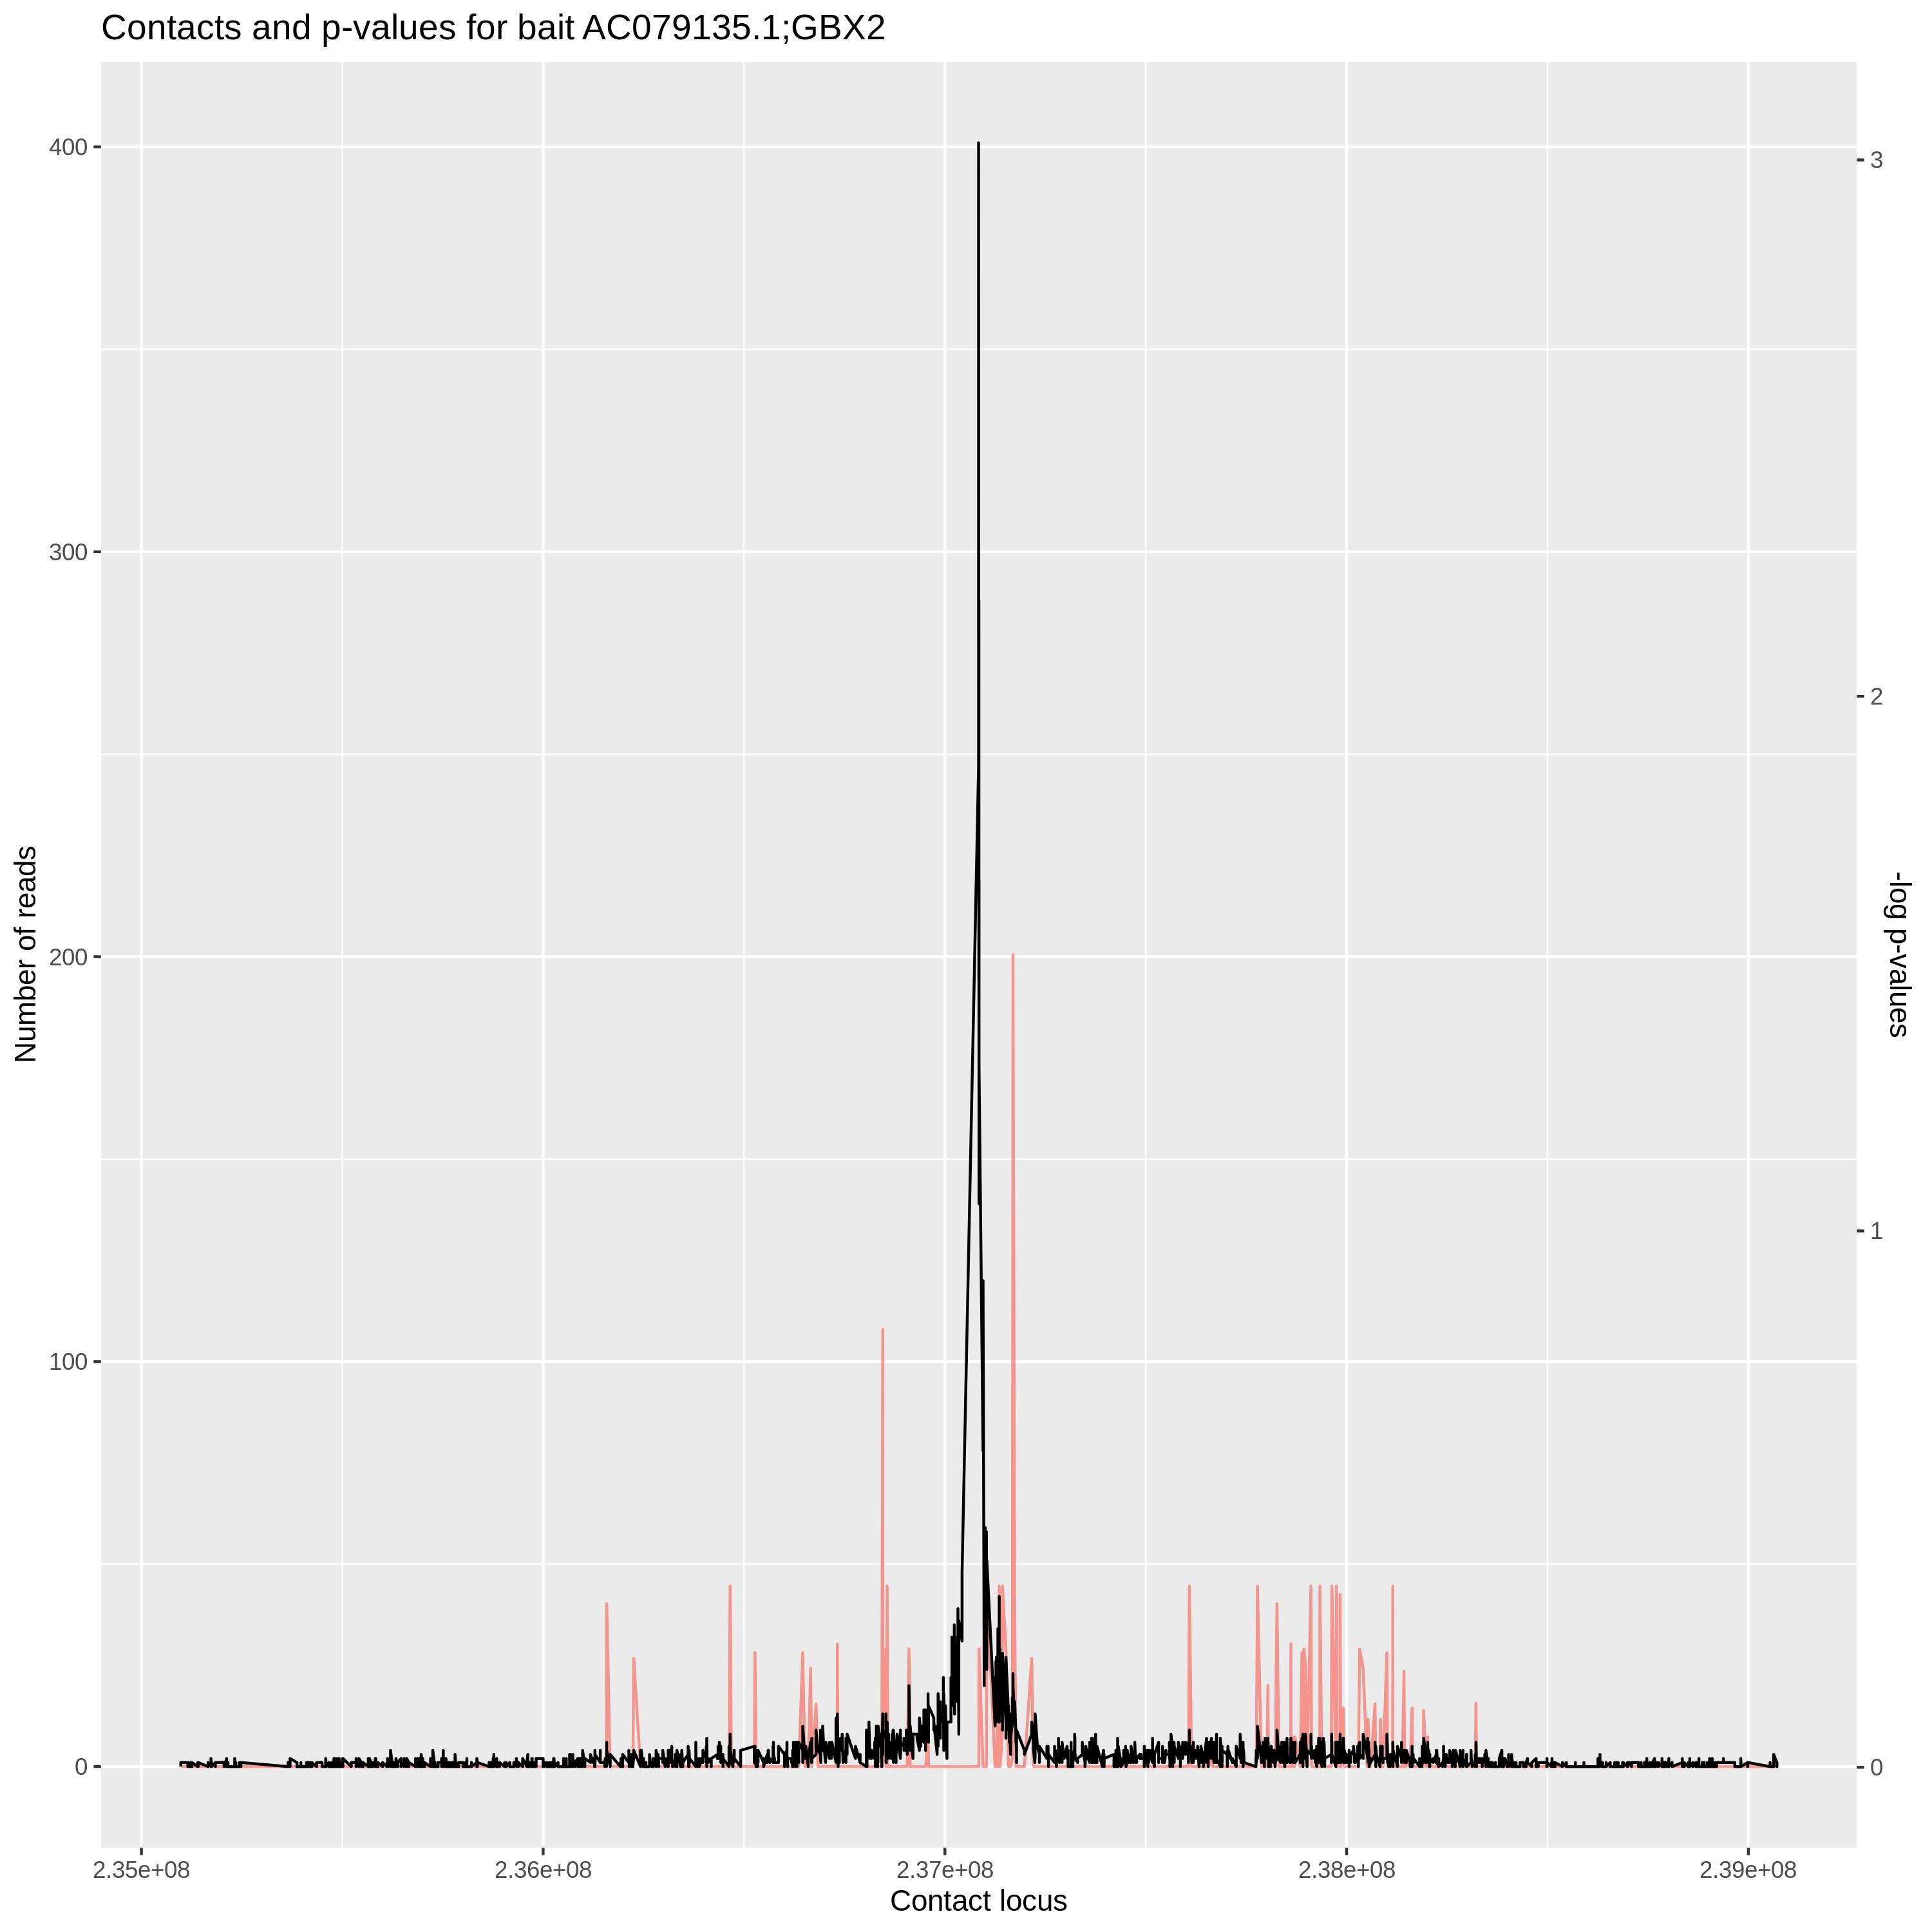 Contacts and p-values for bait AC079135.1;GBX2
400
300
200
100
0
3
2
1
0
Number of reads
-log p-values
2.35e+08
2.36e+08
2.37e+08
2.38e+08
2.39e+08
Contact locus